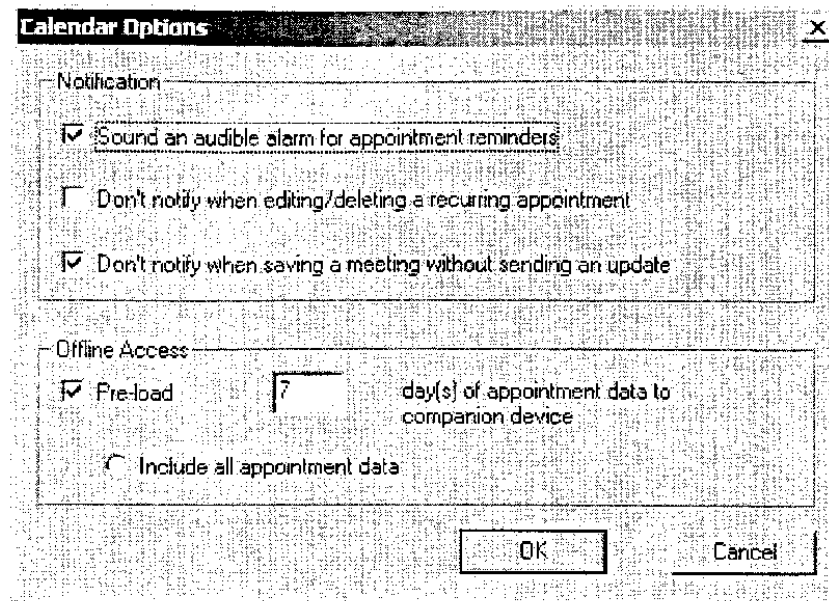 Calendar Options
Notification
Sound an audible alarm for appointment reminders
Don't notify when editing/deleting a recurring appointment
Don't notify when saving a meeting without sending an update
Offline Access
Pre-load 7 day(s) of appointment data to
companion device
Include all appointment data
OK Cancel